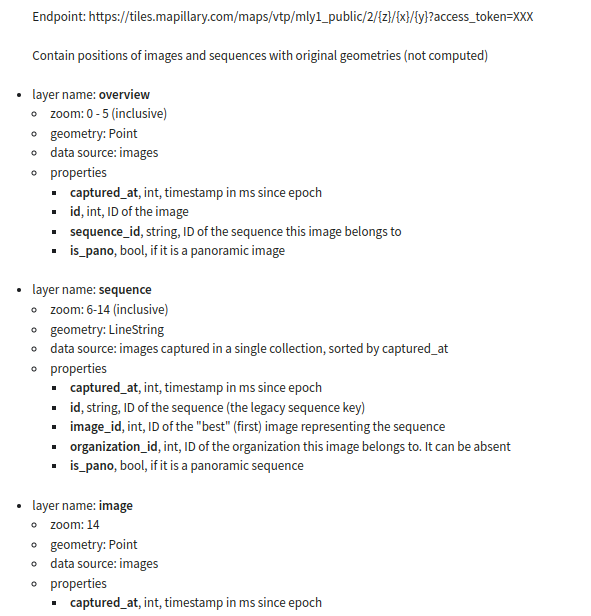 Endpoint: https://tiles.mapillary.com/maps/vtp/mly1_public/2/{z}/{x}/{y}?access_token=XXX
Contain positions of images and sequences with original geometries (not computed)
layer name: overview
zoom: 0 - 5 (inclusive)
geometry: Point
data source: images
properties
captured_at, int, timestamp in ms since epoch
id, int, ID of the image
sequence_id, string, ID of the sequence this image belongs to
is_pano, bool, if it is a panoramic image
layer name: sequence
zoom: 6-14 (inclusive)
geometry: LineString
data source: images captured in a single collection, sorted by captured_at
properties
captured_at, int, timestamp in ms since epoch
id, string, ID of the sequence (the legacy sequence key)
image_id, int, ID of the "best" (first) image representing the sequence
organization_id, int, ID of the organization this image belongs to. It can be absent
is_pano, bool, if it is a panoramic sequence
layer name: image
zoom: 14
geometry: Point
data source: images
properties
captured_at, int, timestamp in ms since epoch